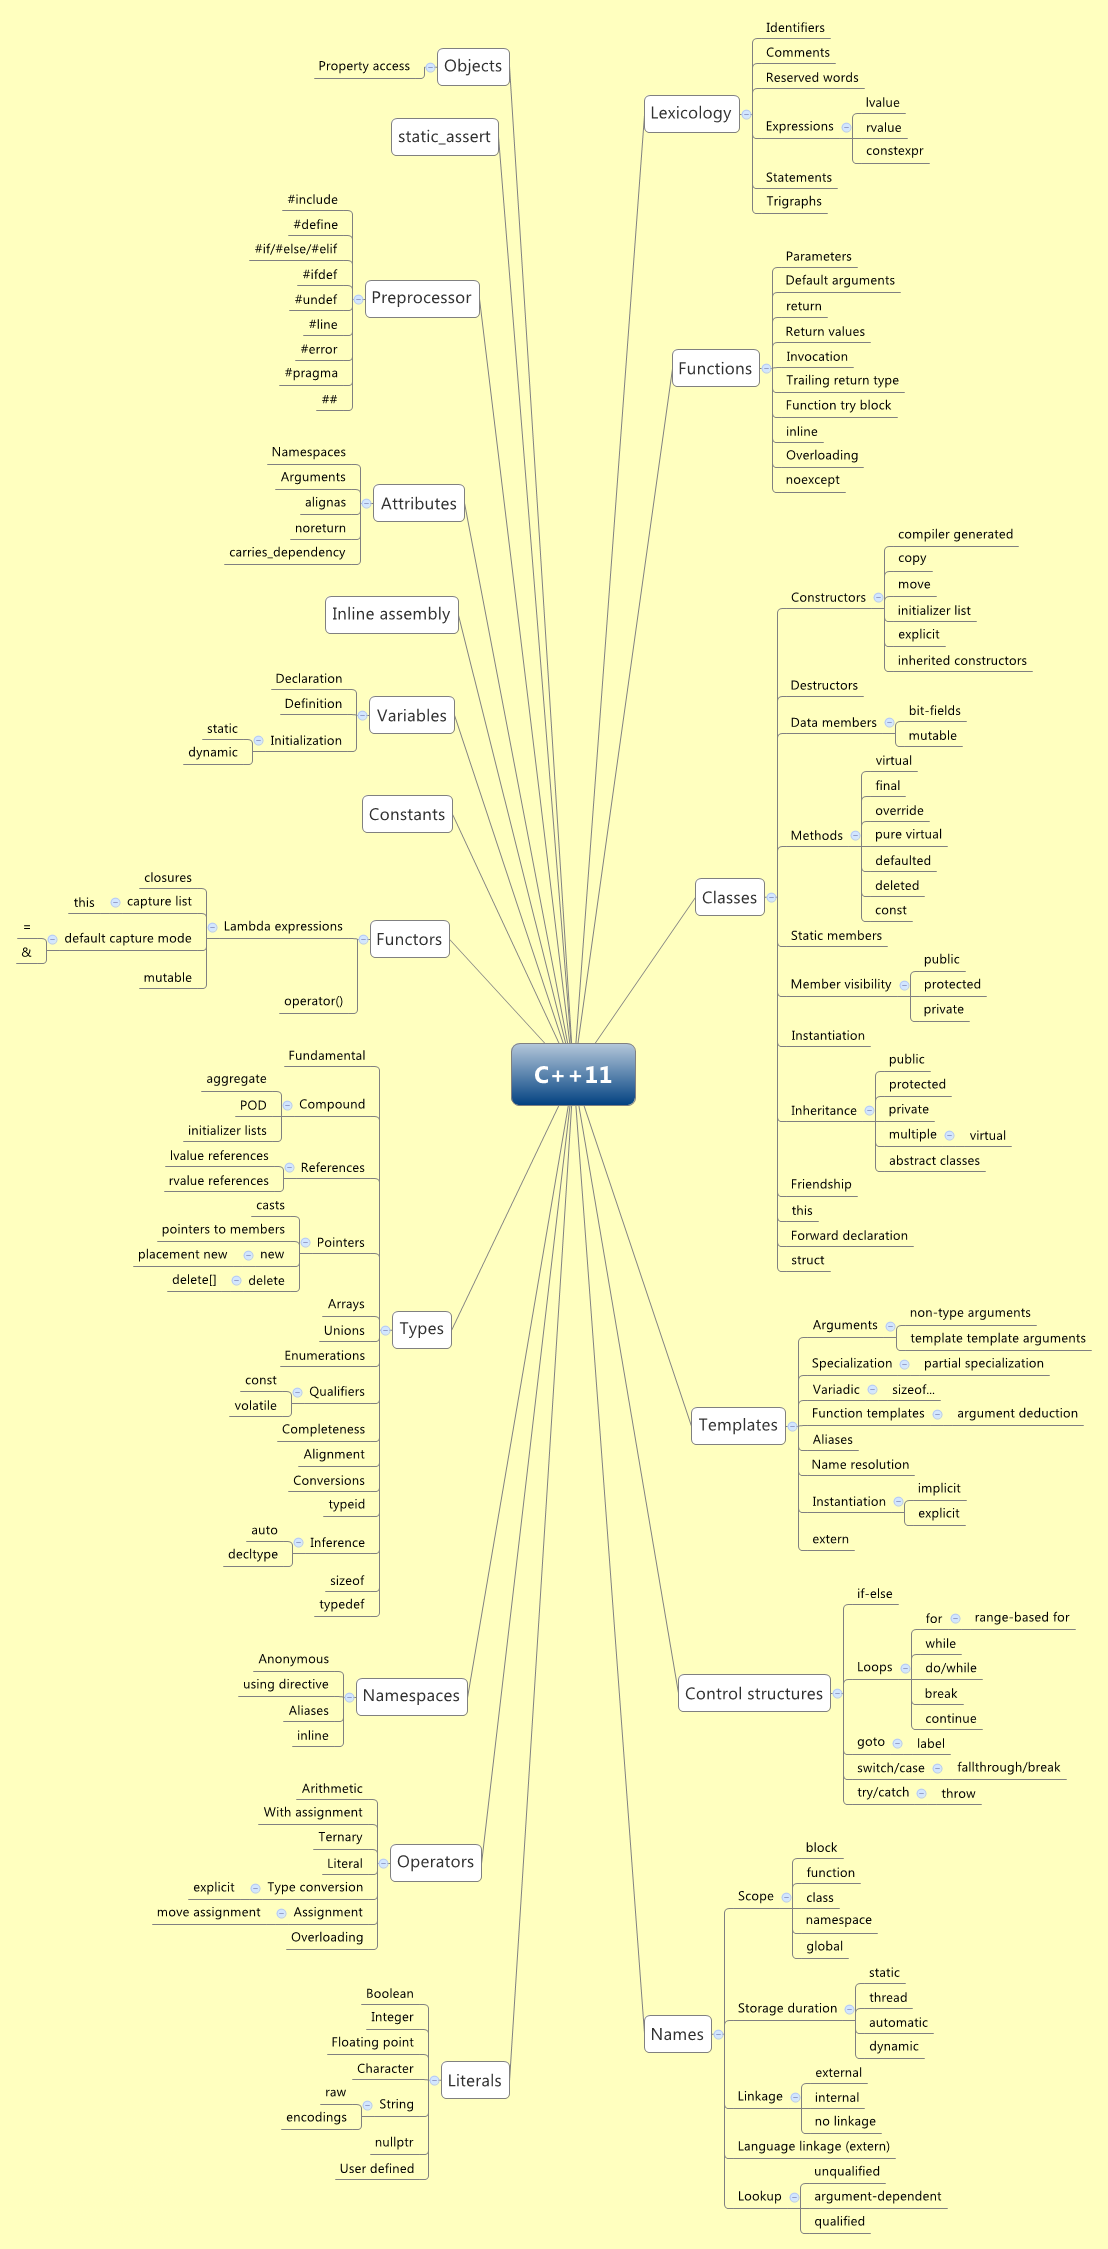 C++11
Lexicology
Identifiers
Comments
Reserved words
Expressions
lvalue
rvalue
constexpr
Statements
Trigraphs
Functions
Parameters
Default arguments
return
Return values
Invocation
Trailing return type
Function try block
inline
Overloading
noexcept
Classes
Constructors
compiler generated
copy
move
initializer list
explicit
inherited constructors
Destructors
Data members
bit-fields
mutable
Methods
virtual
final
override
pure virtual
defaulted
deleted
const
Static members
Member visibility
public
protected
private
Instantiation
Inheritance
public
protected
private
multiple
virtual
abstract classes
Friendship
this
Forward declaration
struct
Templates
Arguments
non-type arguments
template template arguments
Specialization
partial specialization
Variadic
sizeof...
Function templates
argument deduction
Aliases
Name resolution
Instantiation
implicit
explicit
extern
Control structures
if-else
Loops
for
range-based for
while
do/while
break
continue
goto
label
switch/case
fallthrough/break
try/catch
throw
Names
Scope
block
function
class
namespace
global
Storage duration
static
thread
automatic
dynamic
Linkage
external
internal
no linkage
Language linkage (extern)
Lookup
unqualified
argument-dependent
qualified
Objects
Property access
static_assert
Preprocessor
#include
#define
#if/#else/#elif
#ifdef
#undef
#line
#error
#pragma
##
Attributes
Namespaces
Arguments
alignas
noreturn
carries_dependency
Inline assembly
Variables
Declaration
Definition
Initialization
static
dynamic
Constants
Functors
Lambda expressions
closures
capture list
this
default capture mode
=
&
mutable
operator()
Types
Fundamental
Compound
aggregate
POD
initializer lists
References
lvalue references
rvalue references
Pointers
casts
pointers to members
new
placement new
delete
delete[]
Arrays
Unions
Enumerations
Qualifiers
const
volatile
Completeness
Alignment
Conversions
typeid
Inference
auto
decltype
sizeof
typedef
Namespaces
Anonymous
using directive
Aliases
inline
Operators
Arithmetic
With assignment
Ternary
Literal
Type conversion
explicit
Assignment
move assignment
Overloading
Literals
Boolean
Integer
Floating point
Character
String
raw
encodings
nullptr
User defined